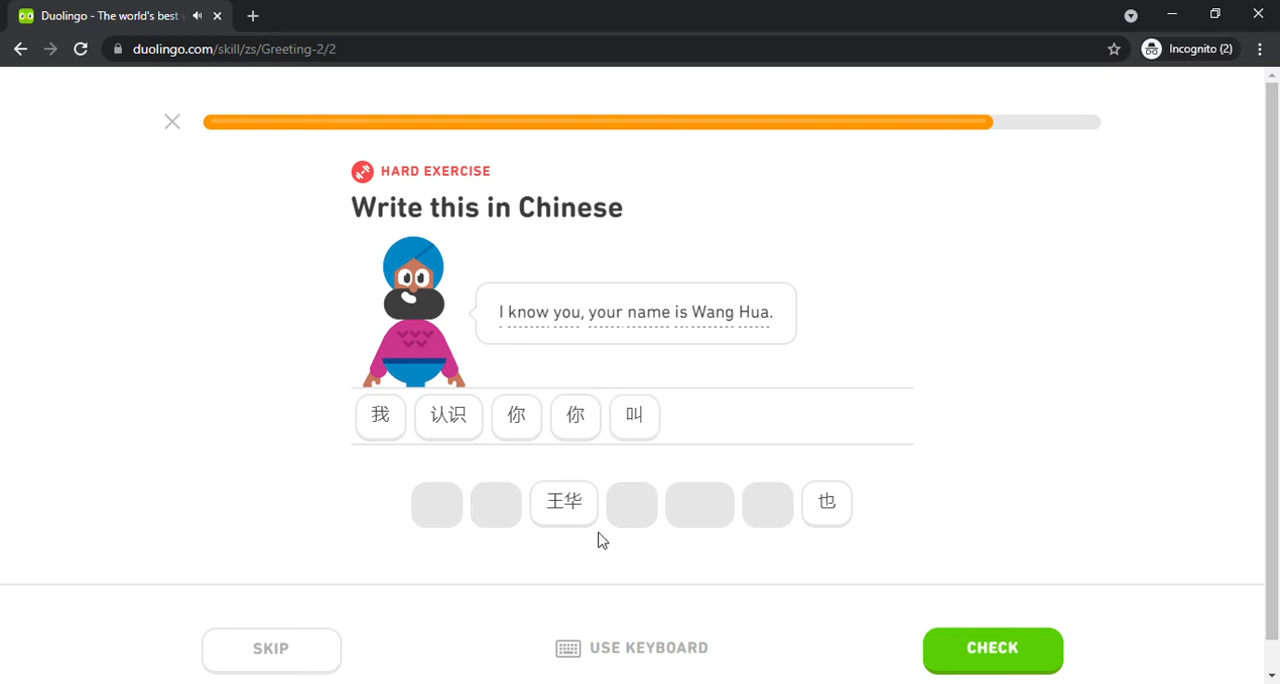 Duolingo - The world's best
duolingo.com/skill/zs/Greeting-2/2
Incognito (2)
HARD EXERCISE
Write this in Chinese
I know you, your name is Wang Hua.
我 认识 你 你 叫
王华 也
SKIP
USE KEYBOARD
CHECK